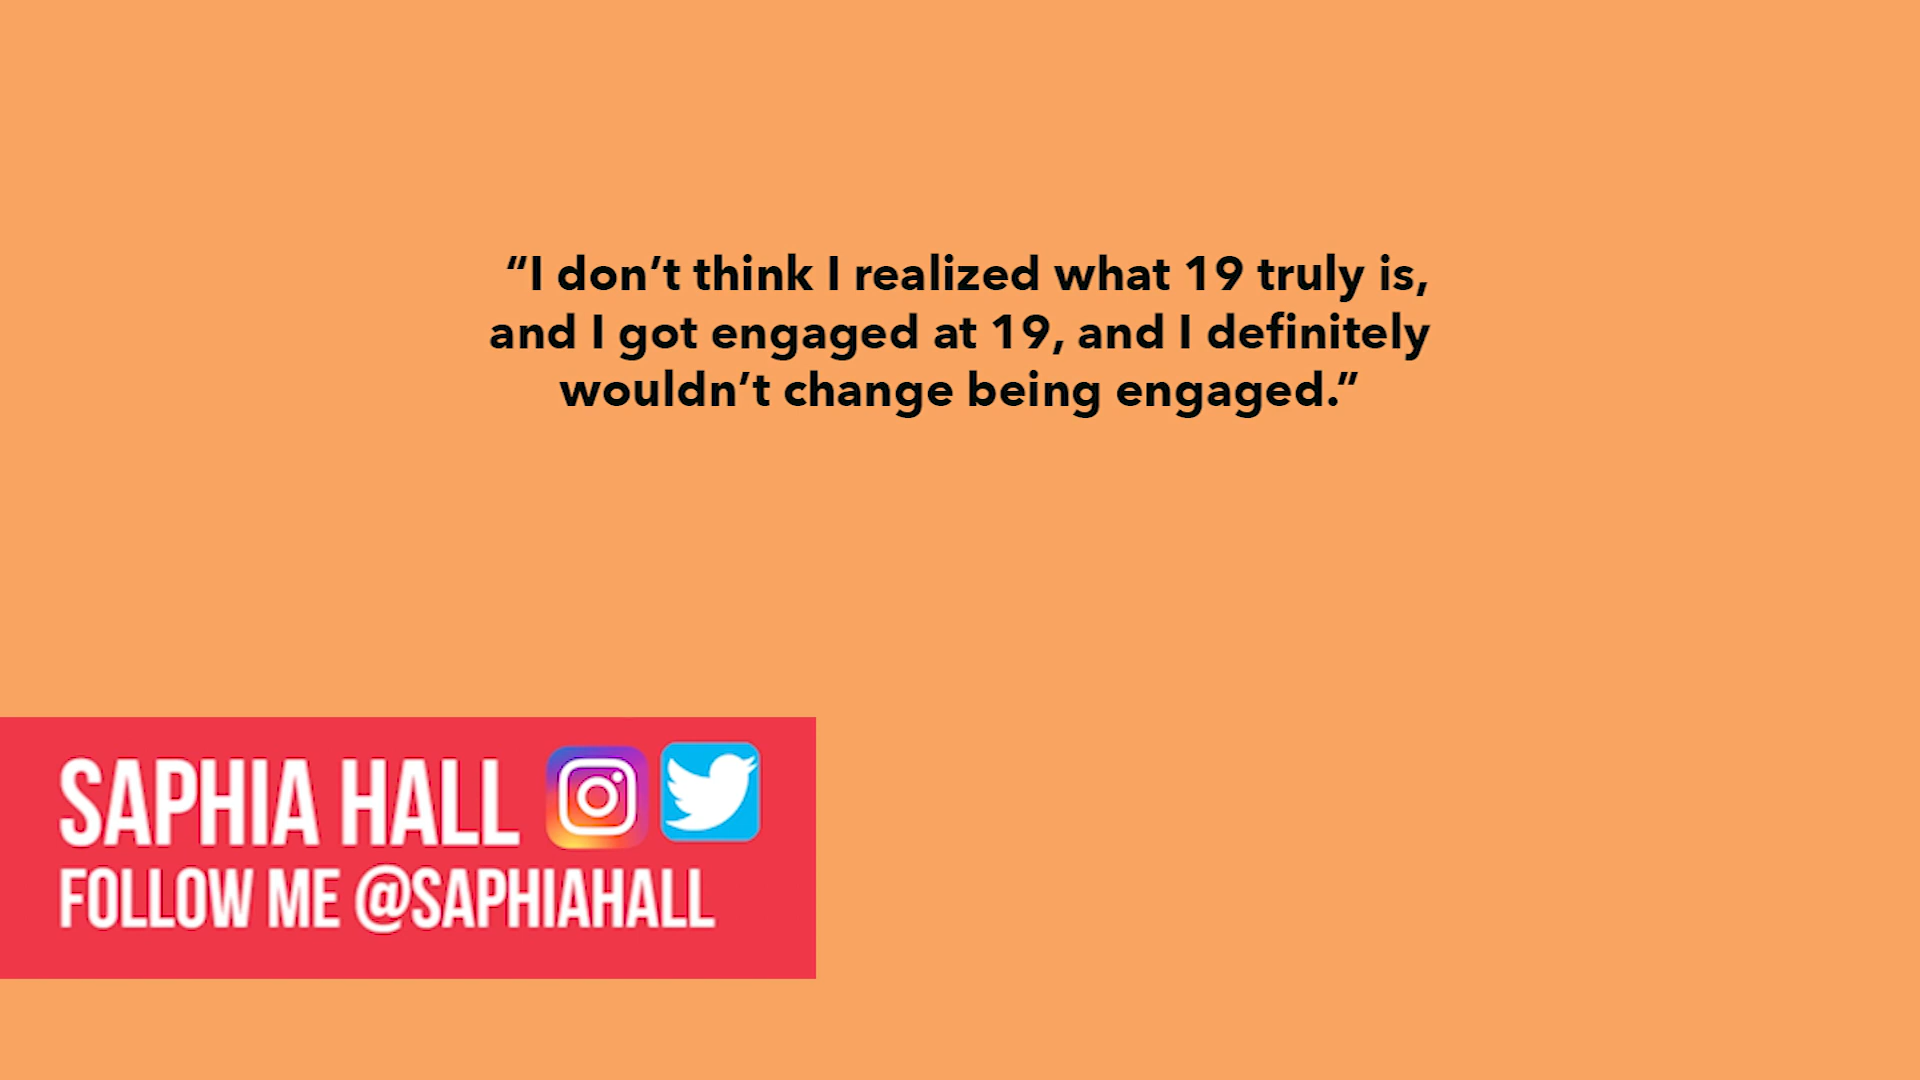 “I don’t think I realized what 19 truly is,
and I got engaged at 19, and I definitely
wouldn’t change being engaged.”
SAPHIA HALL
FOLLOW ME @SAPHIAHALL